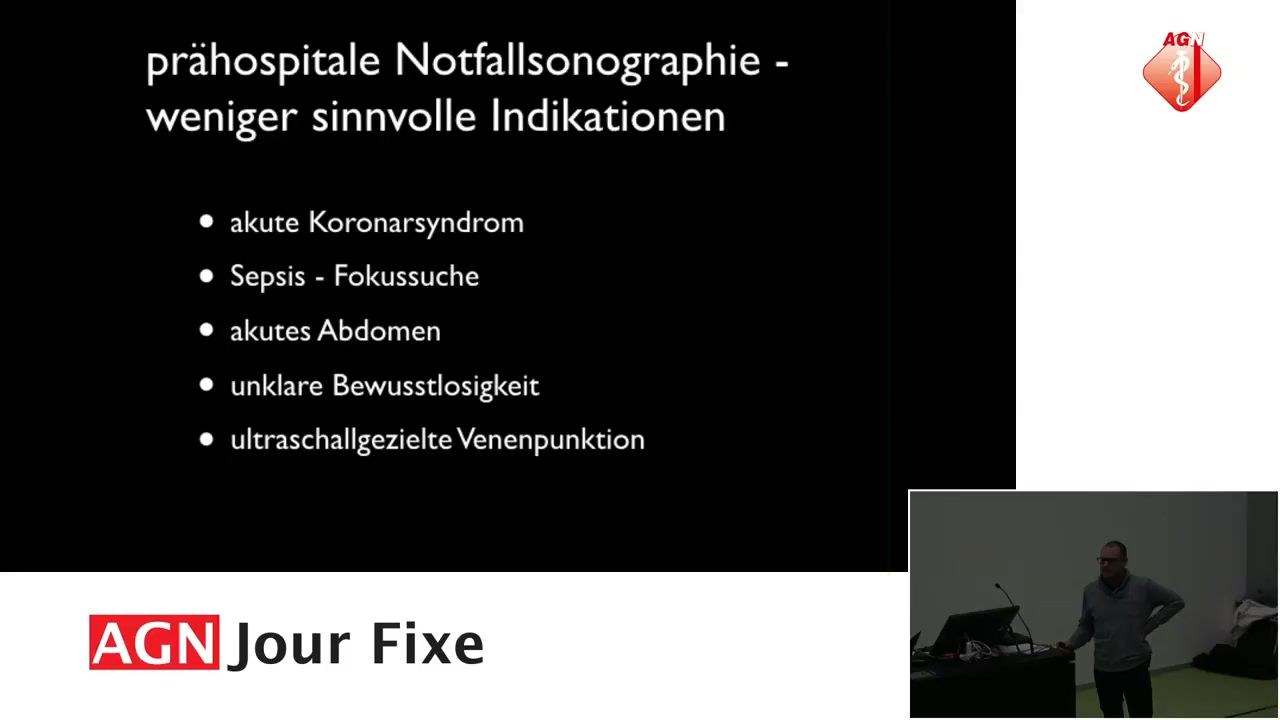 prähospitale Notfallsonographie -
weniger sinnvolle Indikationen
• akute Koronarsyndrom
• Sepsis - Fokussuche
• akutes Abdomen
• unklare Bewusstlosigkeit
• ultraschallgezielte Venenpunktion
AGN
AGN Jour Fixe